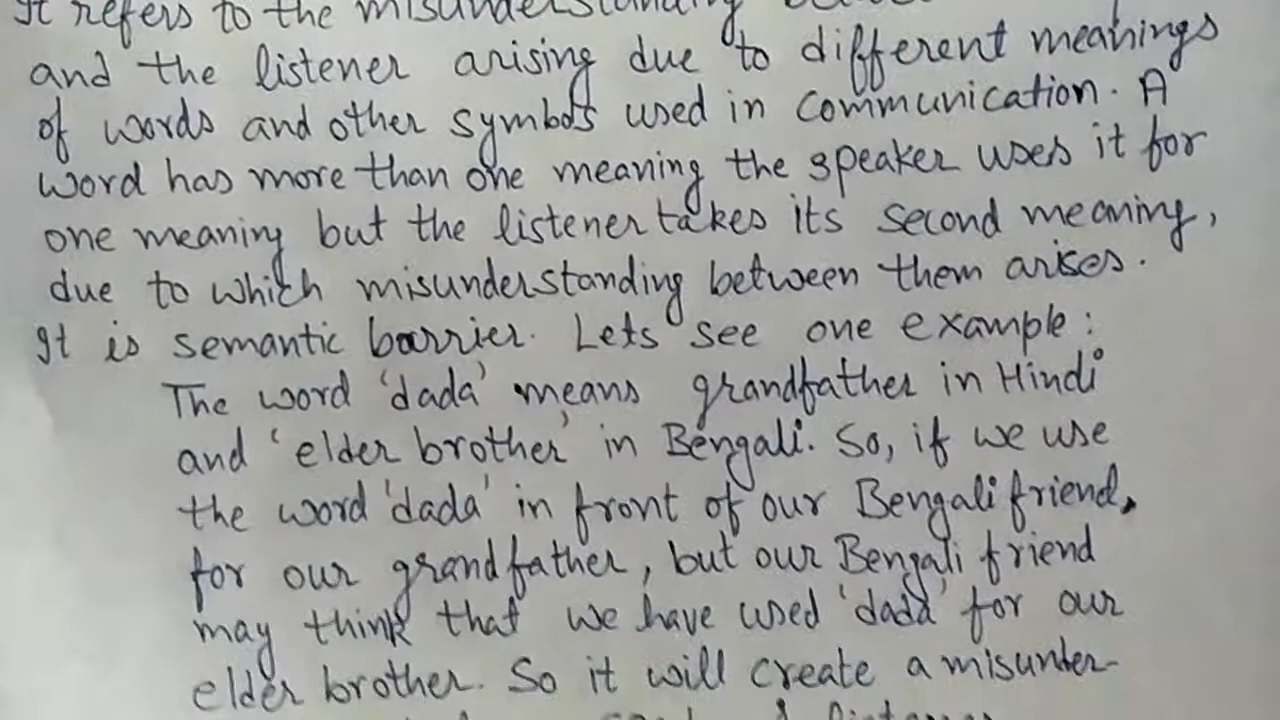 It refers to the misunderstanding
and the listener arising due to different meanings
of words and other symbols used in communication. A
word has more than one meaning the speaker uses it for
one meaning but the listener takes its second meaning,
due to which misunderstanding between them arises.
It is semantic barrier. Lets see one example:
The word 'dada' means grandfather in Hindi
and 'elder brother' in Bengali. So, if we use
the word 'dada' in front of our Bengali friend,
for our grandfather, but our Bengali friend
may think that we have used 'dada' for our
elder brother. So it will create a misunder-